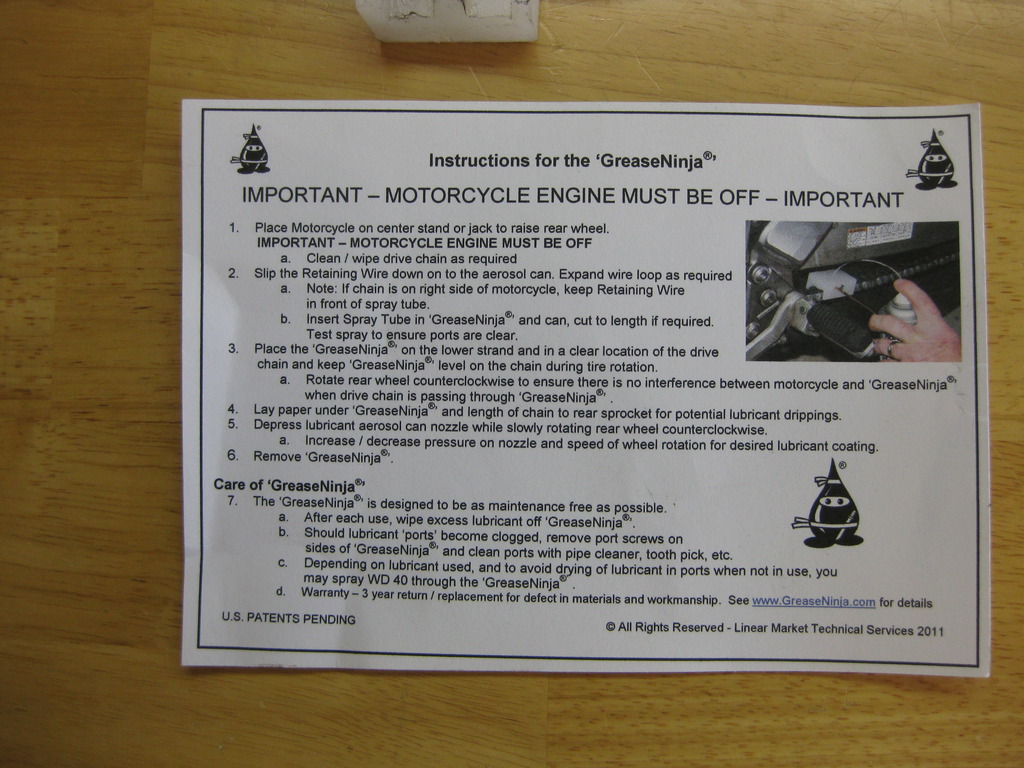 Instructions for the ‘GreaseNinja®’
IMPORTANT – MOTORCYCLE ENGINE MUST BE OFF – IMPORTANT
1. Place Motorcycle on center stand or jack to raise rear wheel.
IMPORTANT – MOTORCYCLE ENGINE MUST BE OFF
a. Clean / wipe drive chain as required
2. Slip the Retaining Wire down on to the aerosol can. Expand wire loop as required
a. Note: If chain is on right side of motorcycle, keep Retaining Wire
in front of spray tube.
b. Insert Spray Tube in ‘GreaseNinja®’ and can, cut to length if required.
Test spray to ensure ports are clear.
3. Place the ‘GreaseNinja®’ on the lower strand and in a clear location of the drive
chain and keep ‘GreaseNinja®’ level on the chain during tire rotation.
a. Rotate rear wheel counterclockwise to ensure there is no interference between motorcycle and ‘GreaseNinja®’
when drive chain is passing through ‘GreaseNinja®’ .
4. Lay paper under ‘GreaseNinja®’ and length of chain to rear sprocket for potential lubricant drippings.
5. Depress lubricant aerosol can nozzle while slowly rotating rear wheel counterclockwise.
a. Increase / decrease pressure on nozzle and speed of wheel rotation for desired lubricant coating.
6. Remove ‘GreaseNinja®’.
Care of ‘GreaseNinja®’
7. The ‘GreaseNinja®’ is designed to be as maintenance free as possible.
a. After each use, wipe excess lubricant off ‘GreaseNinja®’.
b. Should lubricant ‘ports’ become clogged, remove port screws on
sides of ‘GreaseNinja®’ and clean ports with pipe cleaner, tooth pick, etc.
c. Depending on lubricant used, and to avoid drying of lubricant in ports when not in use, you
may spray WD 40 through the ‘GreaseNinja®’.
d. Warranty – 3 year return / replacement for defect in materials and workmanship. See www.GreaseNinja.com for details
U.S. PATENTS PENDING
© All Rights Reserved - Linear Market Technical Services 2011